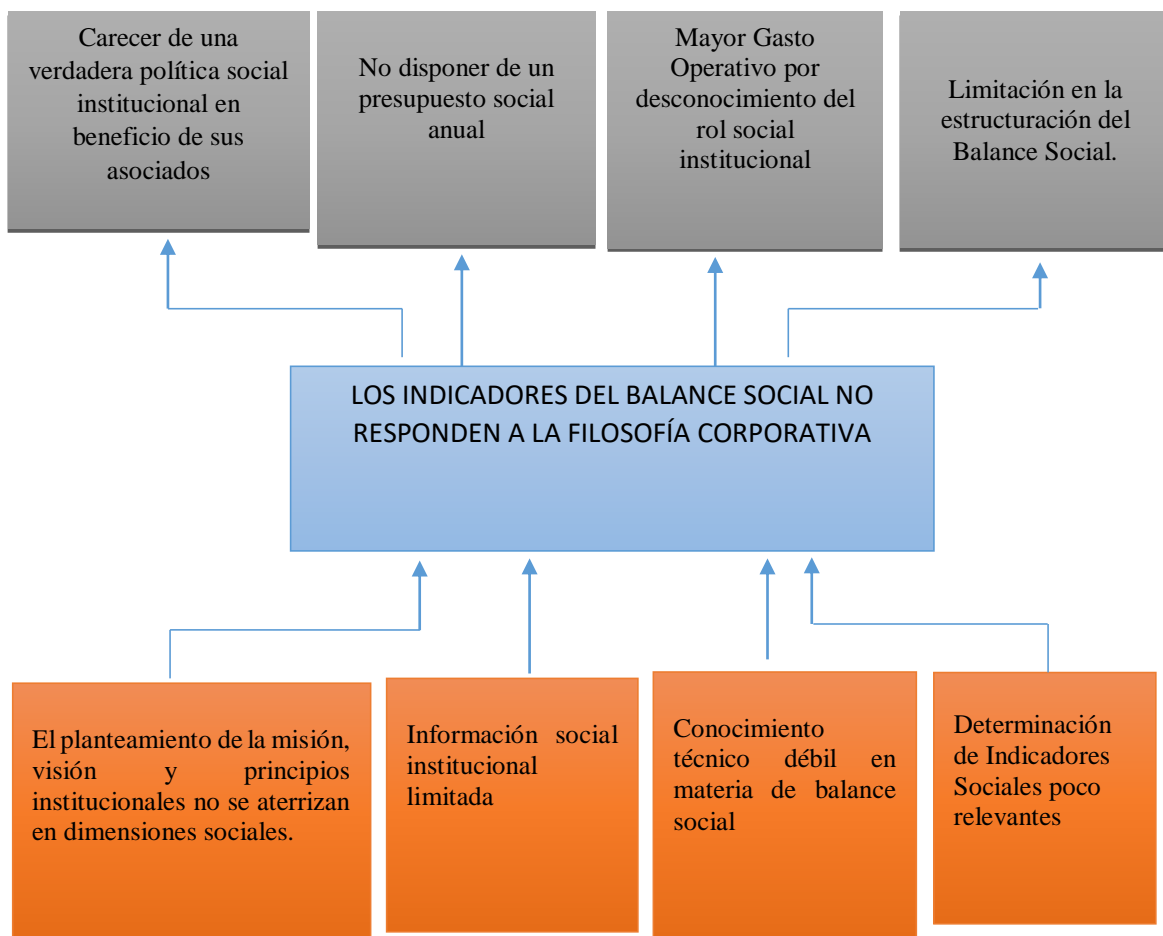 Carecer de una
verdadera política social
institucional en
beneficio de sus
asociados
No disponer de un
presupuesto social
anual
Mayor Gasto
Operativo por
desconocimiento del
rol social
institucional
Limitación en la
estructuración del
Balance Social.
LOS INDICADORES DEL BALANCE SOCIAL NO
RESPONDEN A LA FILOSOFÍA CORPORATIVA
El planteamiento de la misión,
visión y principios
institucionales no se aterrizan
en dimensiones sociales.
Información social
institucional
limitada
Conocimiento
técnico débil en
materia de balance
social
Determinación
de Indicadores
Sociales poco
relevantes